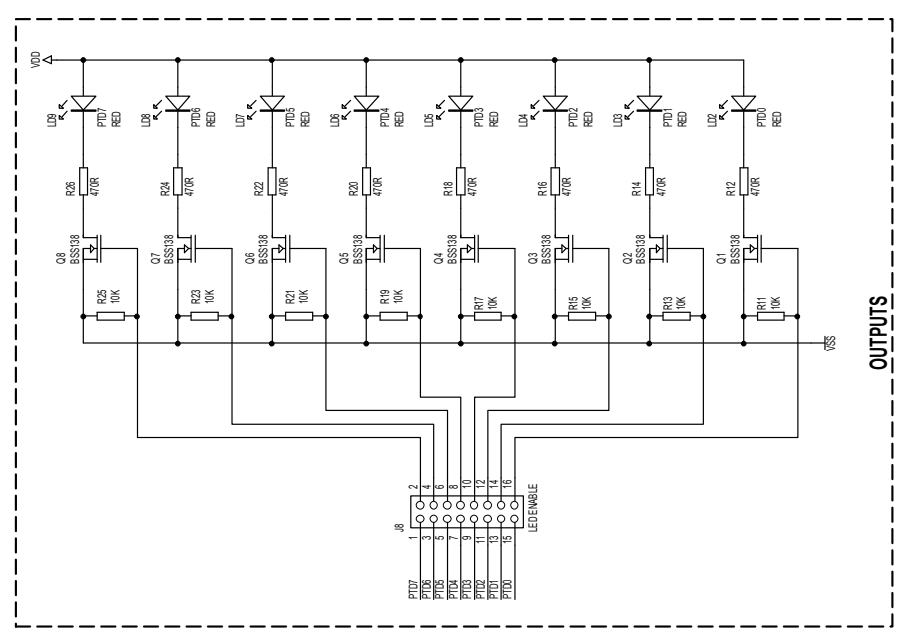 VDD
LD9
PTD7
RED
LD8
PTD6
RED
LD7
PTD5
RED
LD6
PTD4
RED
LD5
PTD3
RED
LD4
PTD2
RED
LD3
PTD1
RED
LD2
PTD0
RED
R26
470R
R24
470R
R22
470R
R20
470R
R18
470R
R16
470R
R14
470R
R12
470R
Q8
BSS138
Q7
BSS138
Q6
BSS138
Q5
BSS138
Q4
BSS138
Q3
BSS138
Q2
BSS138
Q1
BSS138
R25
10K
R23
10K
R21
10K
R19
10K
R17
10K
R15
10K
R13
10K
R11
10K
VSS
OUTPUTS
2
4
6
8
10
12
14
16
J8
LED ENABLE
1
3
5
7
9
11
13
15
PTD7
PTD6
PTD5
PTD4
PTD3
PTD2
PTD1
PTD0